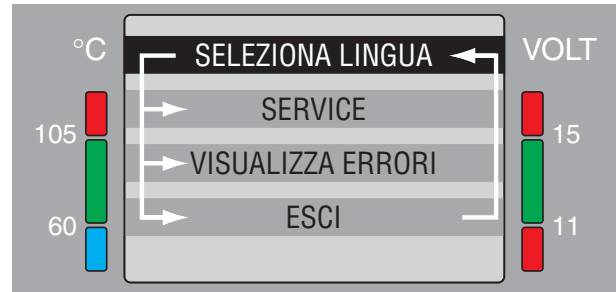 °C
VOLT
SELEZIONA LINGUA
SERVICE
105
15
VISUALIZZA ERRORI
60
11
ESCI